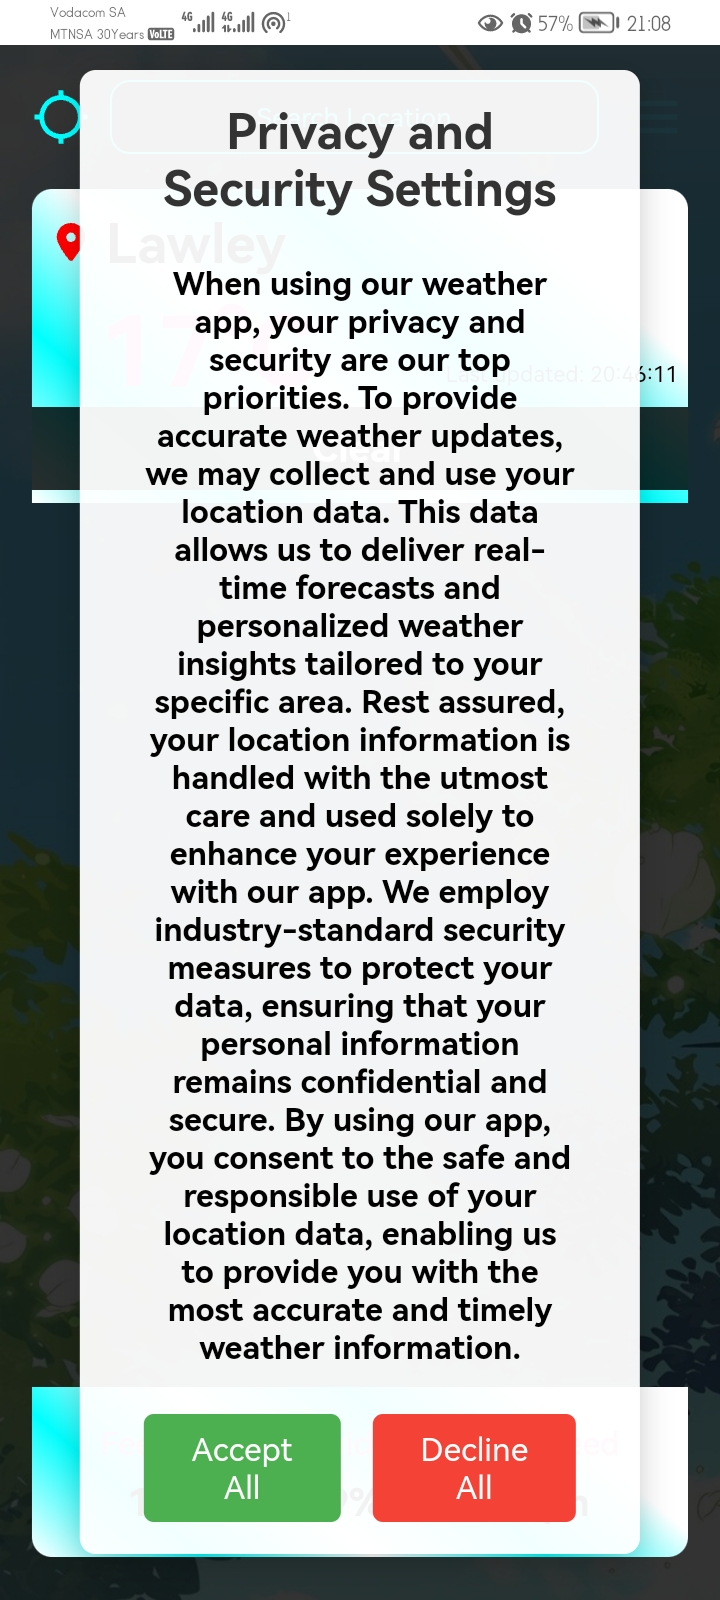 Vodacom SA
MTNSA 30Years VoLTE
4G 4G 1
57% 21:08
Search Location
Privacy and
Security Settings
Lawley
When using our weather
app, your privacy and
security are our top
Last updated: 20:46:11
priorities. To provide
accurate weather updates,
Clear
we may collect and use your
location data. This data
allows us to deliver real-
time forecasts and
personalized weather
insights tailored to your
specific area. Rest assured,
your location information is
handled with the utmost
care and used solely to
enhance your experience
with our app. We employ
industry-standard security
measures to protect your
data, ensuring that your
personal information
remains confidential and
secure. By using our app,
you consent to the safe and
responsible use of your
location data, enabling us
to provide you with the
most accurate and timely
weather information.
Accept
All
Decline
All